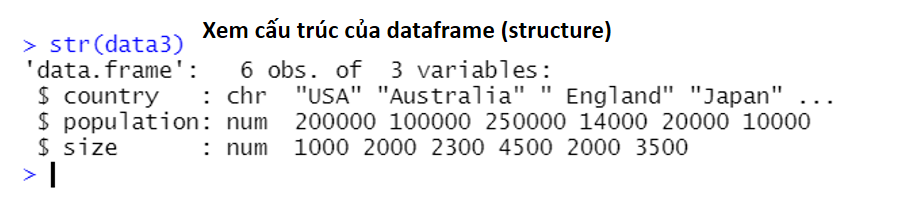 Xem cấu trúc của dataframe (structure)
> str(data3)
'data.frame':   6 obs. of  3 variables:
 $ country   : chr  "USA" "Australia" " England" "Japan" ...
 $ population: num  200000 100000 250000 14000 20000 10000
 $ size      : num  1000 2000 2300 4500 2000 3500
>